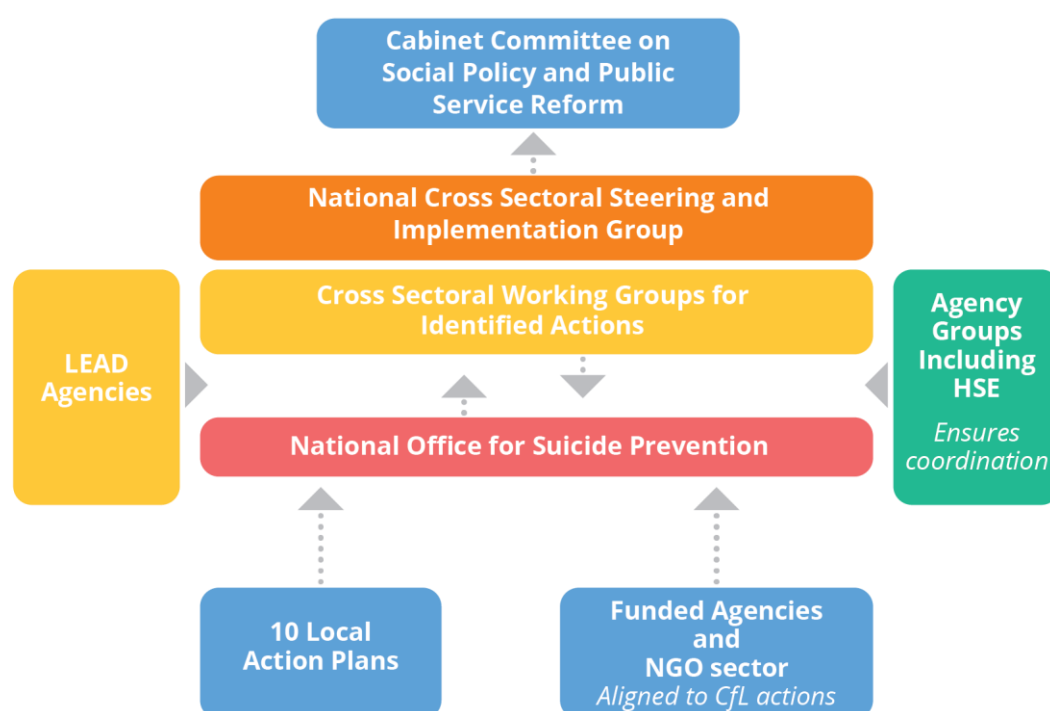 Cabinet Committee on
Social Policy and Public
Service Reform
National Cross Sectoral Steering and
Implementation Group
Cross Sectoral Working Groups for
Identified Actions
LEAD
Agencies
Agency
Groups
Including
HSE
Ensures
coordination
National Office for Suicide Prevention
10 Local
Action Plans
Funded Agencies
and
NGO sector
Aligned to CfL actions